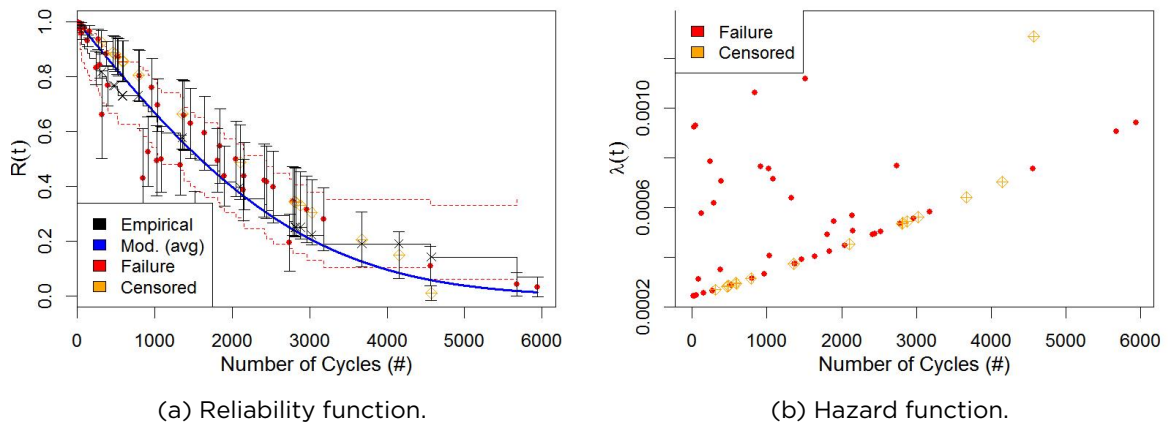 R(t)
1.0
0.8
0.6
0.4
0.2
0.0
Empirical
Mod. (avg)
Failure
Censored
0 1000 2000 3000 4000 5000 6000
Number of Cycles (#)
(a) Reliability function.
λ(t)
0.0010
0.0006
0.0002
Failure
Censored
0 1000 2000 3000 4000 5000 6000
Number of Cycles (#)
(b) Hazard function.